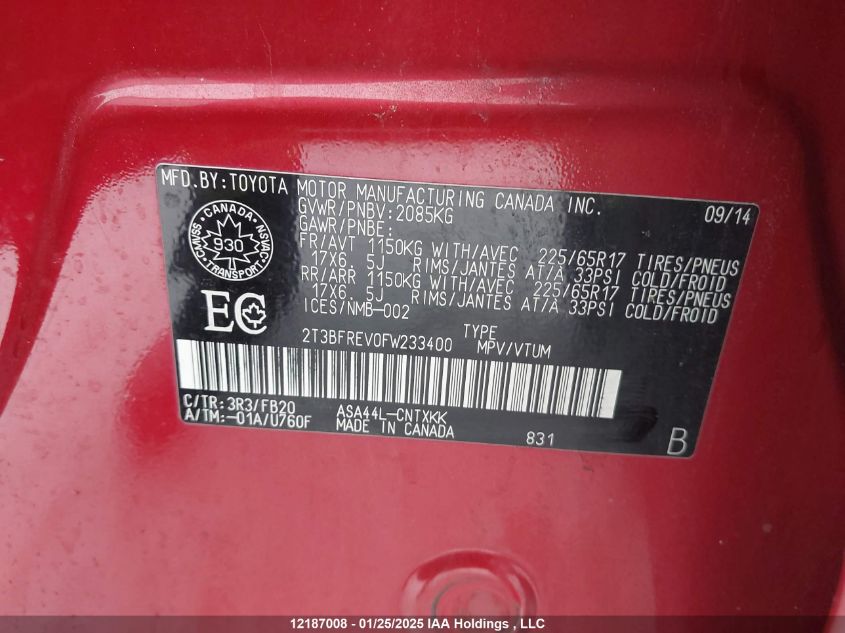 MFD.BY:TOYOTA MOTOR MANUFACTURING CANADA INC. 09/14
GVWR/PNBV:2085KG
GAWR/PNBE:
FR/AVT 1150KG WITH/AVEC 225/65R17 TIRES/PNEUS
17X6.5J RIMS/JANTES AT/A 33PSI COLD/FROID
RR/ARR 1150KG WITH/AVEC 225/65R17 TIRES/PNEUS
17X6.5J RIMS/JANTES AT/A 33PSI COLD/FROID
ICES/NMB-002
CANADA
CMVSS 930 NSVAC
TRANSPORT
EC
2T3BFREV0FW233400 TYPE
MPV/VTUM
C/TR:3R3/FB20 ASA44L-CNTXKK
A/TM:-01A/U760F MADE IN CANADA 831 B
12187008 - 01/25/2025 IAA Holdings , LLC